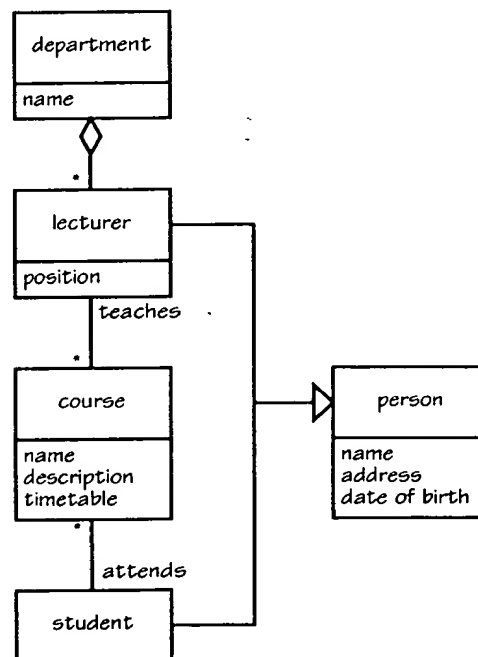 department
name
*
lecturer
position
teaches
*
course
name
description
timetable
*
attends
student
person
name
address
date of birth